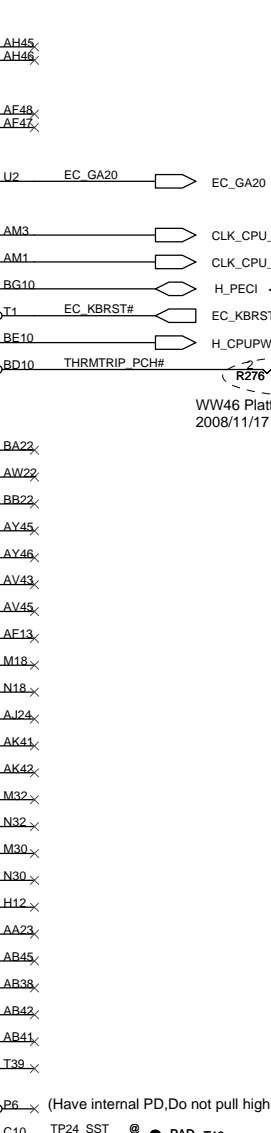 AH45
AH46
AF48
AF47
U2 EC_GA20 EC_GA20
AM3 CLK_CPU_
AM1 CLK_CPU_
BG10 H_PECI
T1 EC_KBRST# EC_KBRST
BE10 H_CPUPW
BD10 THRMTRIP_PCH# 2
R276
WW46 Platf
2008/11/17
BA22
AW22
BB22
AY45
AY46
AV43
AV45
AF13
M18
N18
AJ24
AK41
AK42
M32
N32
M30
N30
H12
AA23
AB45
AB38
AB42
AB41
T39
P6 (Have internal PD,Do not pull high
C10 TP24_SST @ PAD